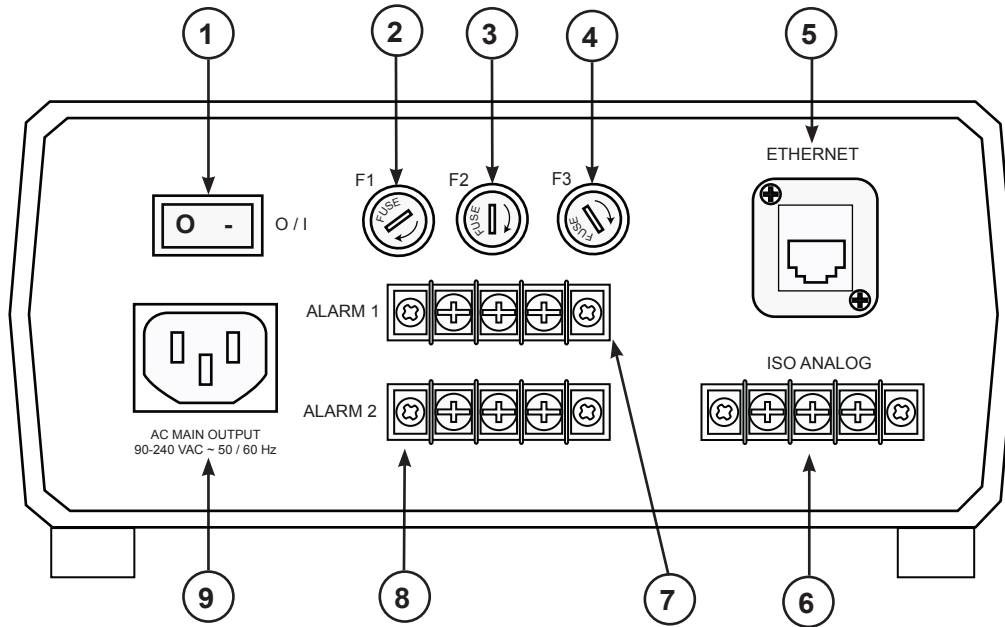 1
2
3
4
5
ETHERNET
F1
F2
F3
FUSE
FUSE
FUSE
O -
O / I
ALARM 1
ISO ANALOG
ALARM 2
AC MAIN OUTPUT
90-240 VAC ~ 50 / 60 Hz
9
8
7
6